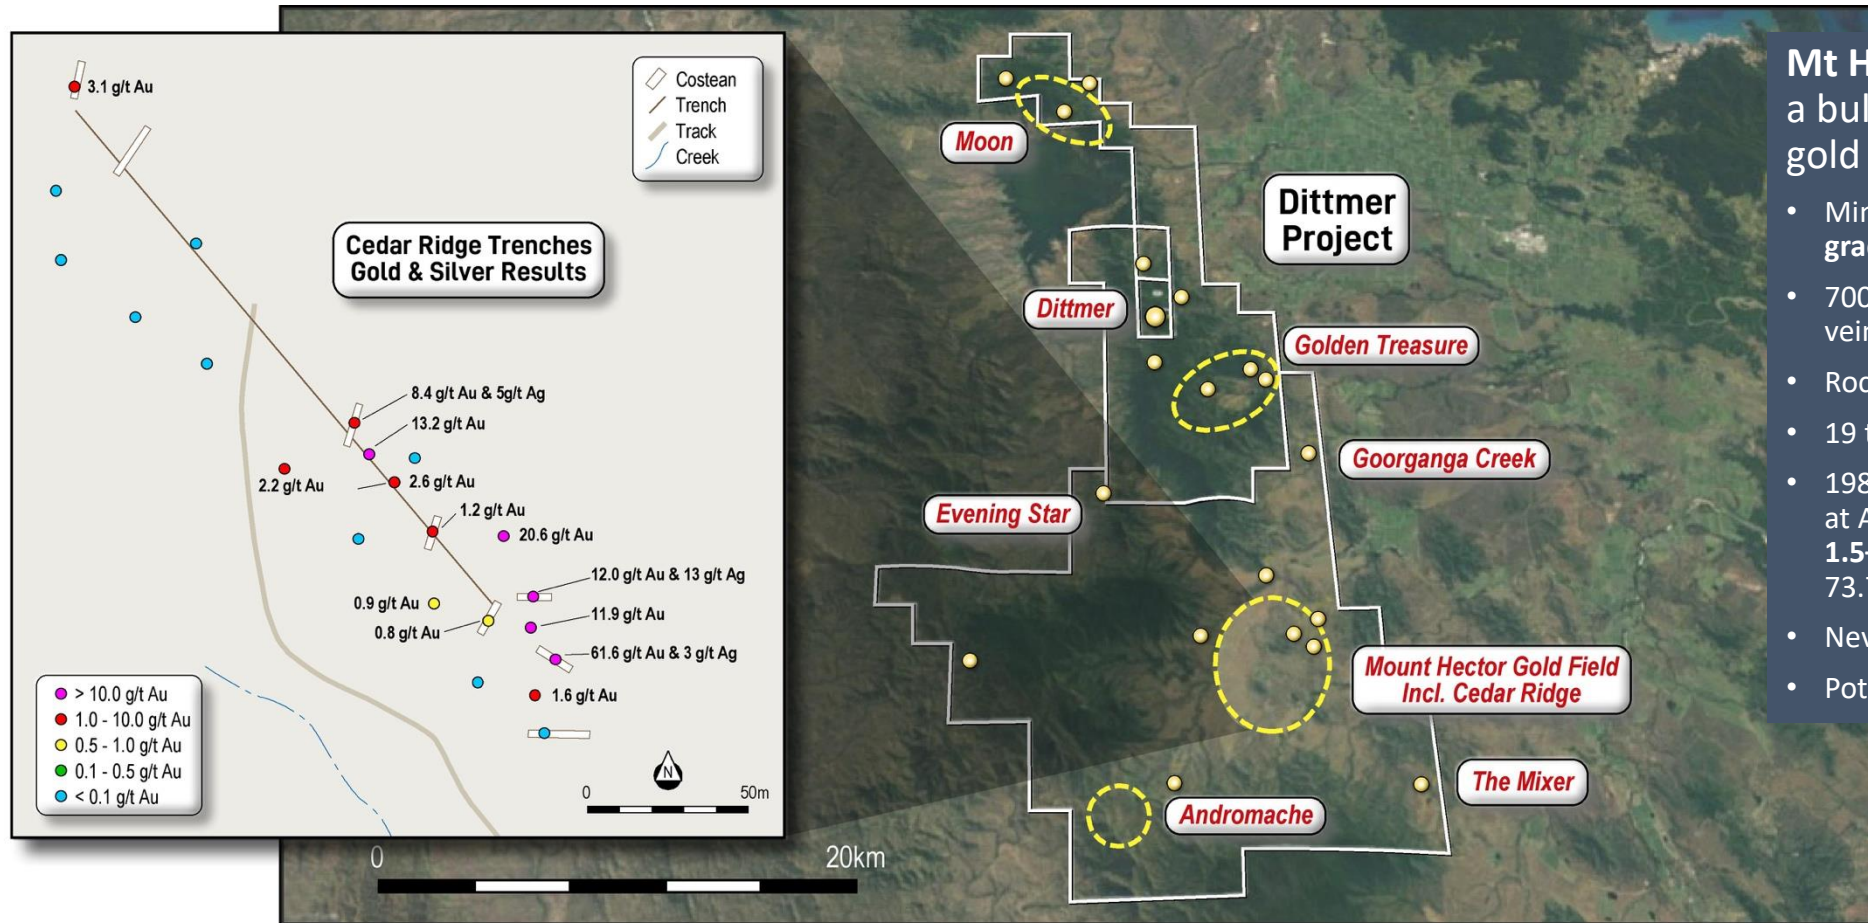 3.1 g/t Au
Costean
Trench
Track
Creek
Cedar Ridge Trenches
Gold & Silver Results
8.4 g/t Au & 5g/t Ag
13.2 g/t Au
2.2 g/t Au
2.6 g/t Au
1.2 g/t Au
20.6 g/t Au
12.0 g/t Au & 13 g/t Ag
0.9 g/t Au
11.9 g/t Au
0.8 g/t Au
61.6 g/t Au & 3 g/t Ag
1.6 g/t Au
> 10.0 g/t Au
1.0 - 10.0 g/t Au
0.5 - 1.0 g/t Au
0.1 - 0.5 g/t Au
< 0.1 g/t Au
N
0 50m
0 20km
Moon
Dittmer
Project
Dittmer
Golden Treasure
Goorganga Creek
Evening Star
Mount Hector Gold Field
Incl. Cedar Ridge
The Mixer
Andromache
Mt H
a bul
gold
• Min
grad
• 700
vein
• Roc
• 19 t
• 198
at A
1.5-
73.7
• Nev
• Pot